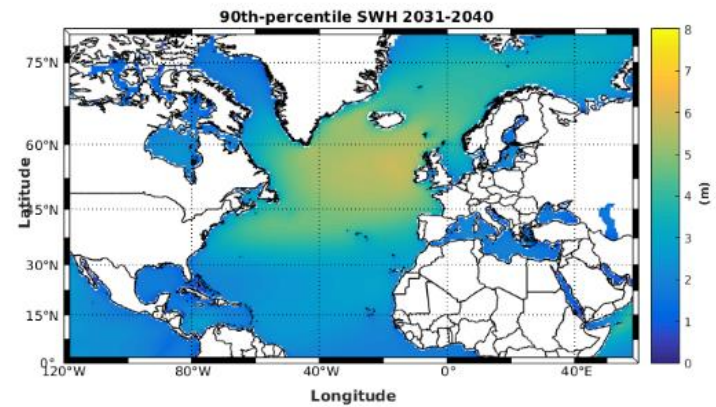 90th-percentile SWH 2031-2040
75°N
60°N
45°N
30°N
15°N
0°
Latitude
120°W 80°W 40°W 0° 40°E
Longitude
8
7
6
5
4
3
2
1
0
(m)